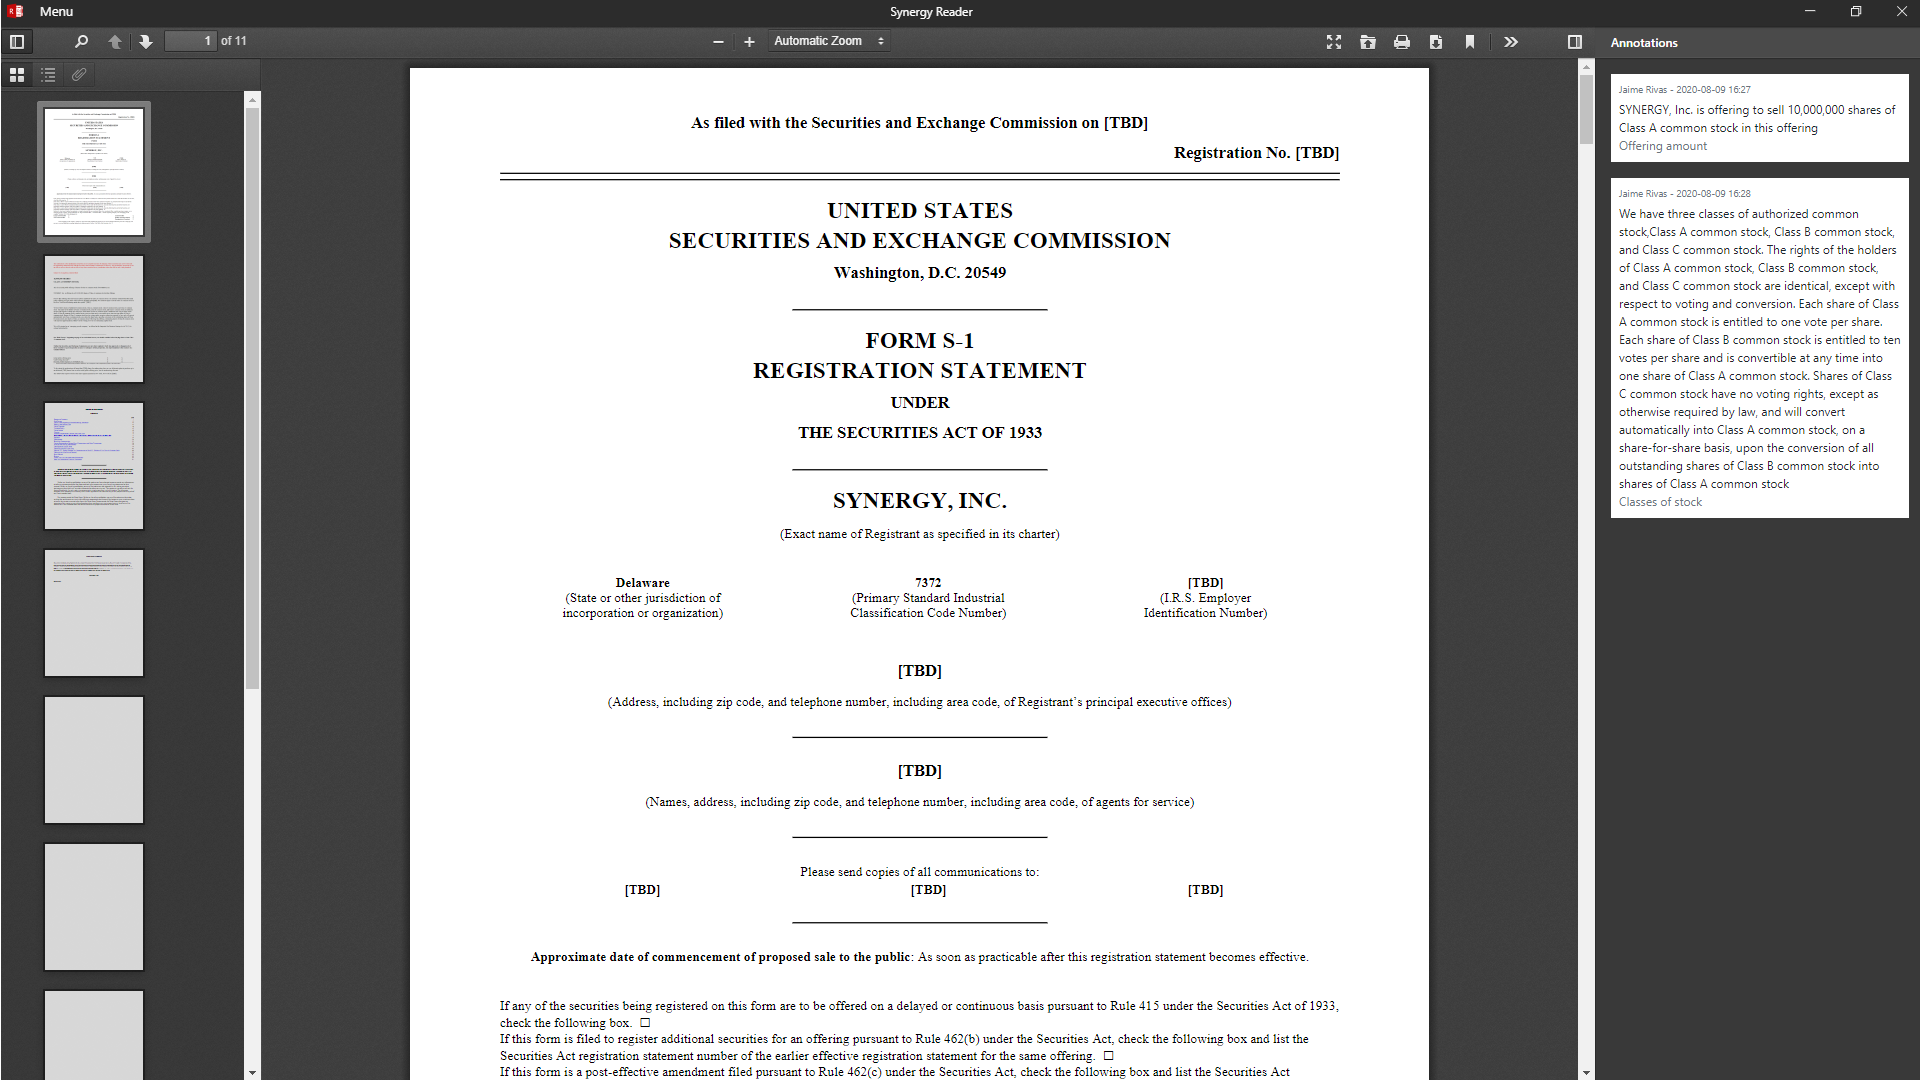 Menu
Synergy Reader
1 of 11
Automatic Zoom
Annotations
As filed with the Securities and Exchange Commission on [TBD]
Registration No. [TBD]
UNITED STATES
SECURITIES AND EXCHANGE COMMISSION
Washington, D.C. 20549
FORM S-1
REGISTRATION STATEMENT
UNDER
THE SECURITIES ACT OF 1933
SYNERGY, INC.
(Exact name of Registrant as specified in its charter)
Delaware
(State or other jurisdiction of
incorporation or organization)
7372
(Primary Standard Industrial
Classification Code Number)
[TBD]
(I.R.S. Employer
Identification Number)
[TBD]
(Address, including zip code, and telephone number, including area code, of Registrant's principal executive offices)
[TBD]
(Names, address, including zip code, and telephone number, including area code, of agents for service)
Please send copies of all communications to:
[TBD] [TBD] [TBD]
Approximate date of commencement of proposed sale to the public: As soon as practicable after this registration statement becomes effective.
If any of the securities being registered on this form are to be offered on a delayed or continuous basis pursuant to Rule 415 under the Securities Act of 1933,
check the following box. ☐
If this form is filed to register additional securities for an offering pursuant to Rule 462(b) under the Securities Act, check the following box and list the
Securities Act registration statement number of the earlier effective registration statement for the same offering. ☐
If this form is a post-effective amendment filed pursuant to Rule 462(c) under the Securities Act, check the following box and list the Securities Act
Jaime Rivas - 2020-08-09 16:27
SYNERGY, Inc. is offering to sell 10,000,000 shares of
Class A common stock in this offering
Offering amount
Jaime Rivas - 2020-08-09 16:28
We have three classes of authorized common
stock,Class A common stock, Class B common stock,
and Class C common stock. The rights of the holders
of Class A common stock, Class B common stock,
and Class C common stock are identical, except with
respect to voting and conversion. Each share of Class
A common stock is entitled to one vote per share.
Each share of Class B common stock is entitled to ten
votes per share and is convertible at any time into
one share of Class A common stock. Shares of Class
C common stock have no voting rights, except as
otherwise required by law, and will convert
automatically into Class A common stock, on a
share-for-share basis, upon the conversion of all
outstanding shares of Class B common stock into
shares of Class A common stock
Classes of stock